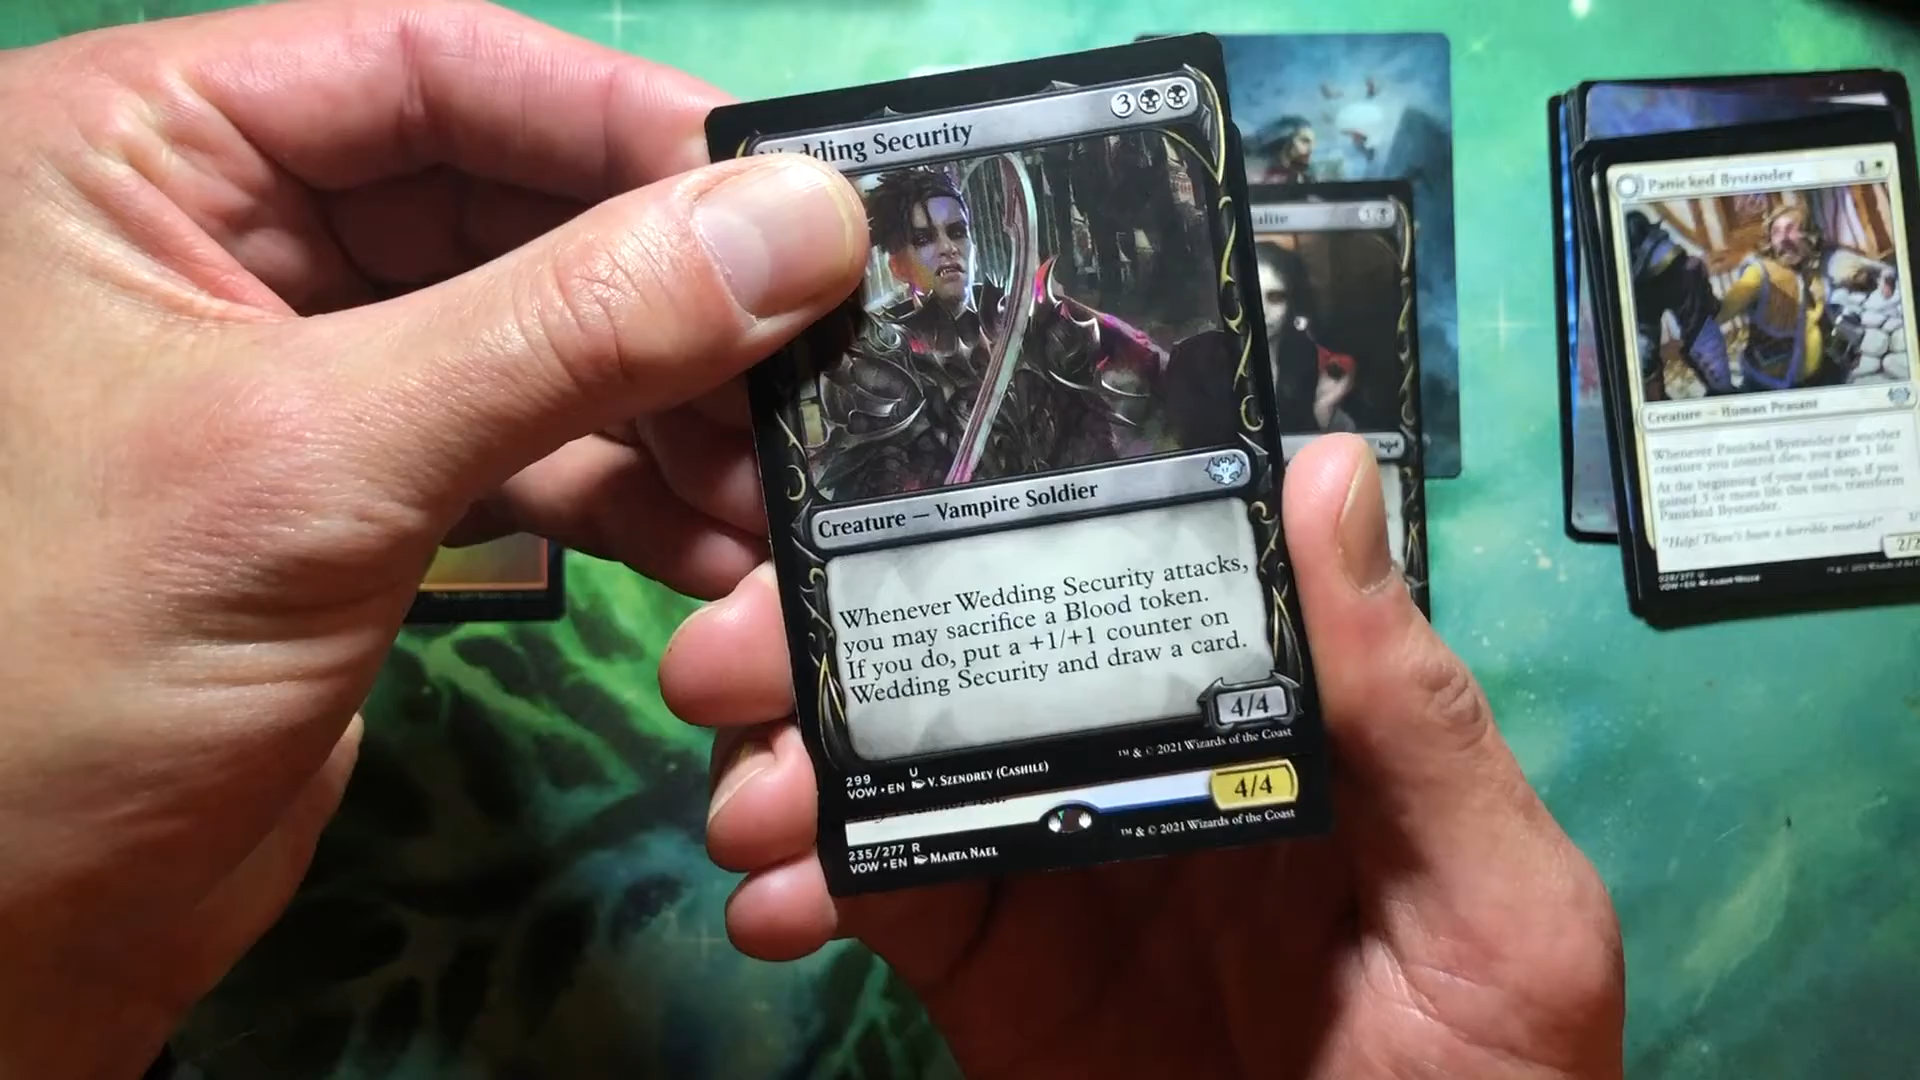 dding Security
3
Creature — Vampire Soldier
Whenever Wedding Security attacks,
you may sacrifice a Blood token.
If you do, put a +1/+1 counter on
Wedding Security and draw a card.
4/4
299 U
VOW • EN V. Szendrey (Cashile)
™ & © 2021 Wizards of the Coast
4/4
235/277 R
VOW • EN Marta Nael
™ & © 2021 Wizards of the Coast
Panicked Bystander
1
Creature — Human Peasant
Whenever Panicked Bystander or another
creature you control dies, you gain 1 life.
At the beginning of your end step, if you
gained 3 or more life this turn, transform
Panicked Bystander.
"Help! There's been a horrible murder!"
2/2
VOW • EN